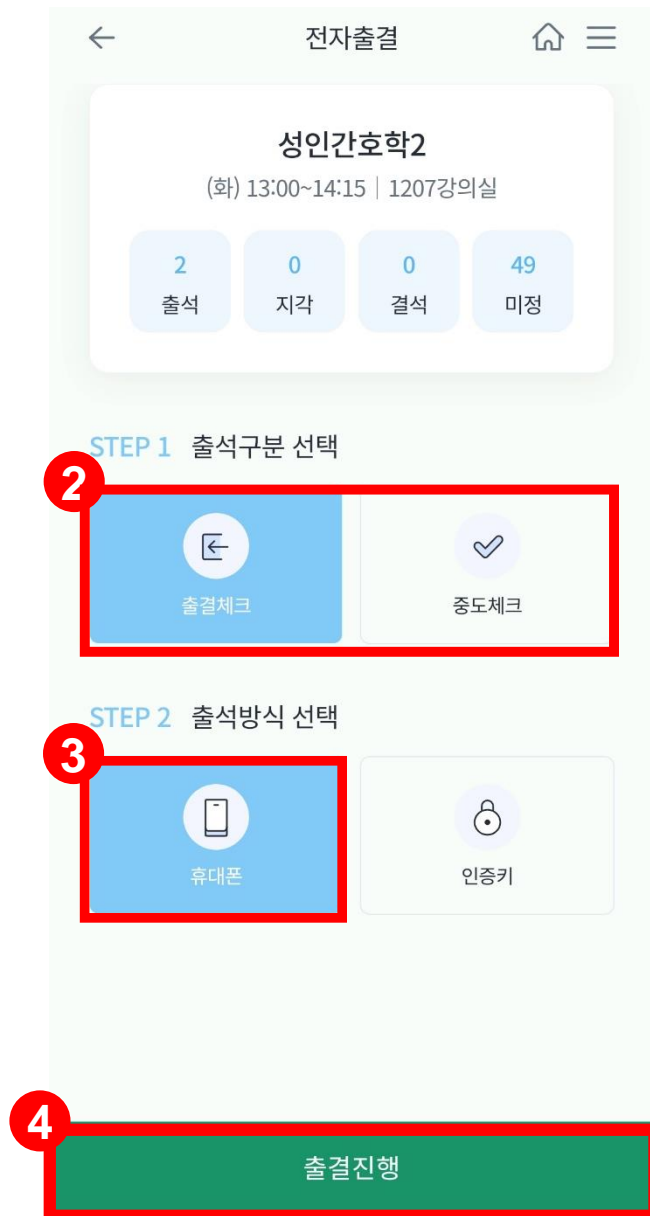 전자출결
성인간호학2
(화) 13:00~14:15 | 1207강의실
2 0 0 49
출석 지각 결석 미정
STEP 1 출석구분 선택
2
출결체크 중도체크
STEP 2 출석방식 선택
3
휴대폰 인증키
4
출결진행